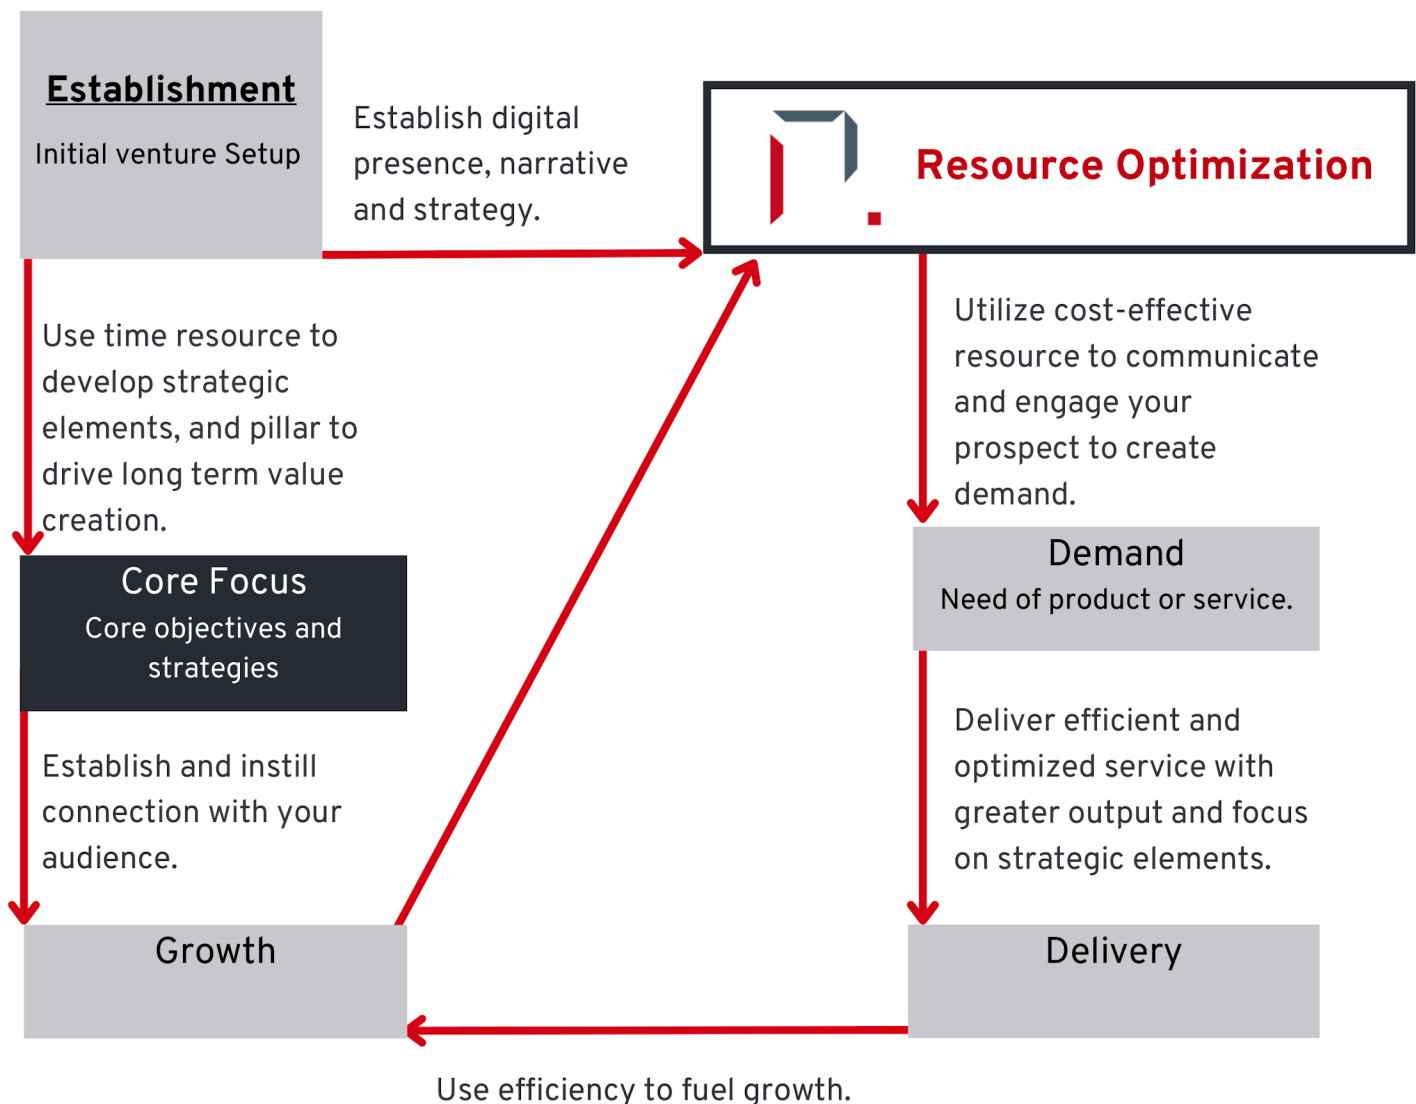 Establishment
Initial venture Setup
Establish digital
presence, narrative
and strategy.
Resource Optimization
Use time resource to
develop strategic
elements, and pillar to
drive long term value
creation.
Utilize cost-effective
resource to communicate
and engage your
prospect to create
demand.
Core Focus
Core objectives and
strategies
Demand
Need of product or service.
Establish and instill
connection with your
audience.
Deliver efficient and
optimized service with
greater output and focus
on strategic elements.
Growth
Delivery
Use efficiency to fuel growth.